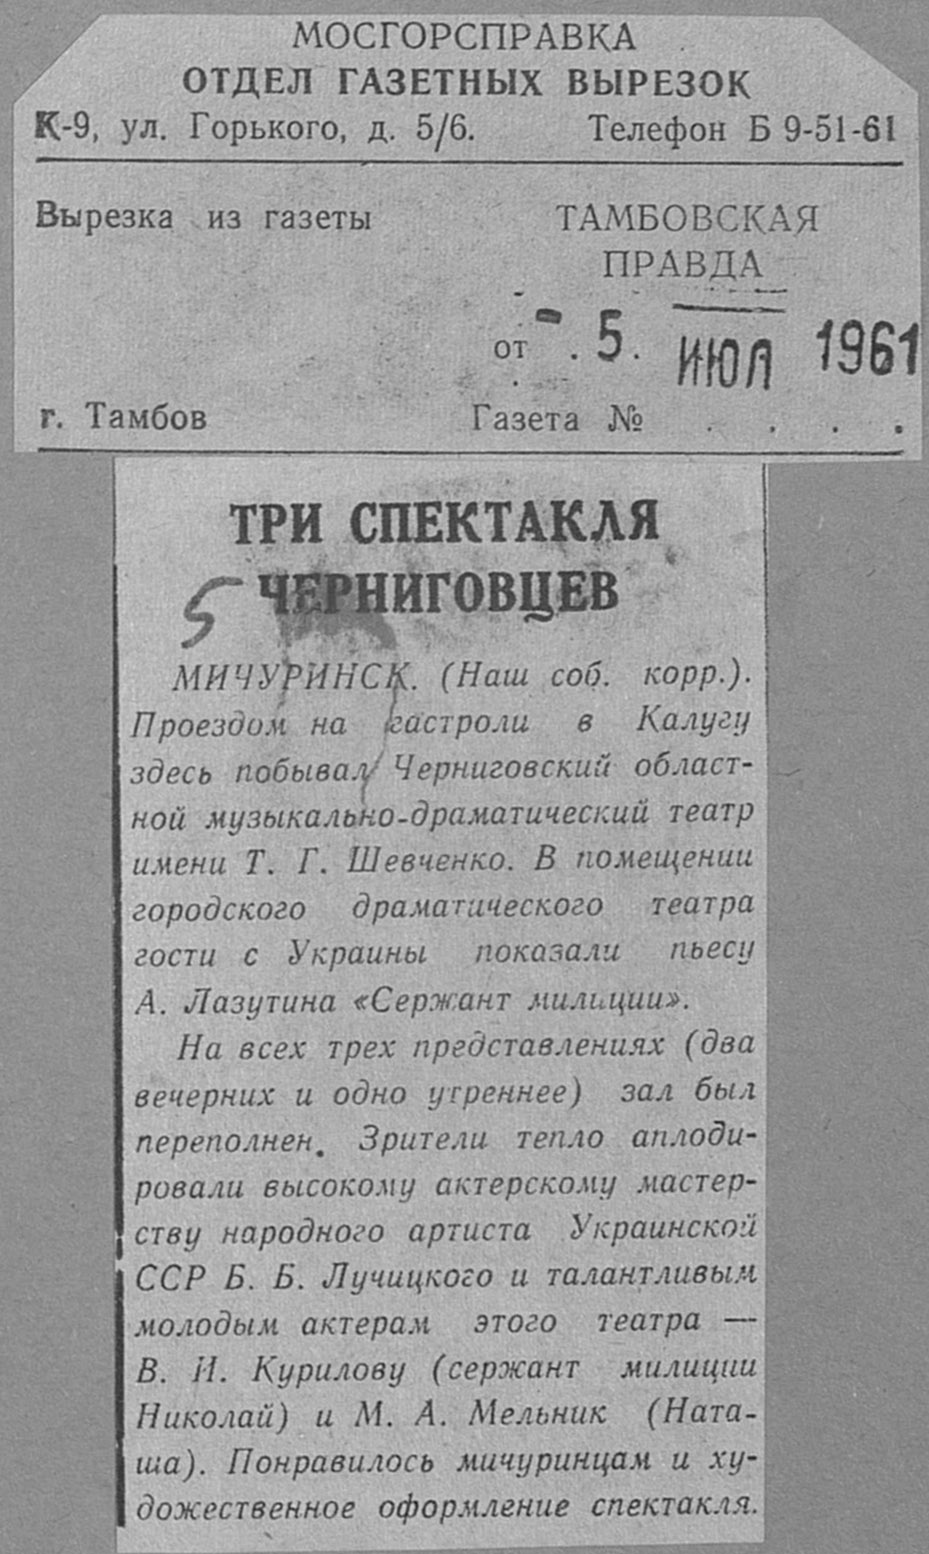 МОСГОРСПРАВКА
ОТДЕЛ ГАЗЕТНЫХ ВЫРЕЗОК
К-9, ул. Горького, д. 5/6. Телефон Б 9-51-61
Вырезка из газеты ТАМБОВСКАЯ
ПРАВДА
от - 5. ИЮЛ 1961
г. Тамбов Газета № . . . .
ТРИ СПЕКТАКЛЯ
5 ЧЕРНИГОВЦЕВ
МИЧУРИНСК. (Наш соб. корр.).
Проездом на гастроли в Калугу
здесь побывал Черниговский област-
ной музыкально-драматический театр
имени Т. Г. Шевченко. В помещении
городского драматического театра
гости с Украины показали пьесу
А. Лазутина «Сержант милиции».
На всех трех представлениях (два
вечерних и одно утреннее) зал был
переполнен. Зрители тепло аплоди-
ровали высокому актерскому мастер-
ству народного артиста Украинской
ССР Б. Б. Лучицкого и талантливым
молодым актерам этого театра —
В. И. Курилову (сержант милиции
Николай) и М. А. Мельник (Ната-
ша). Понравилось мичуринцам и ху-
дожественное оформление спектакля.